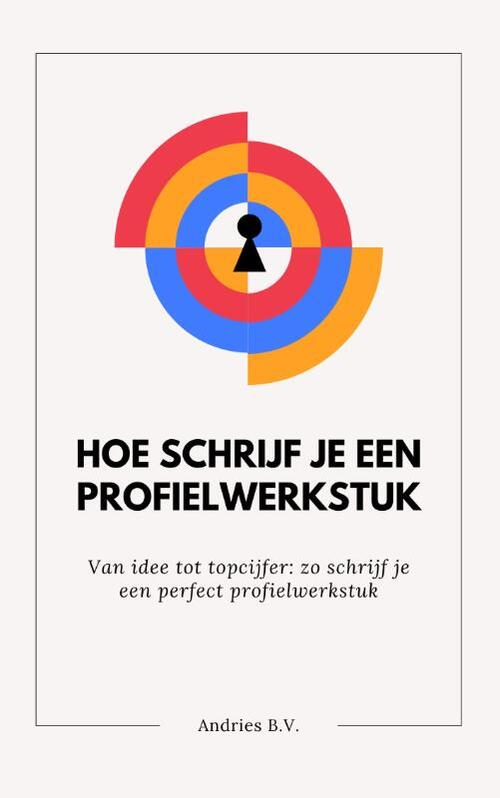 HOE SCHRIJF JE EEN
PROFIELWERKSTUK
Van idee tot topcijfer: zo schrijf je
een perfect profielwerkstuk
Andries B.V.